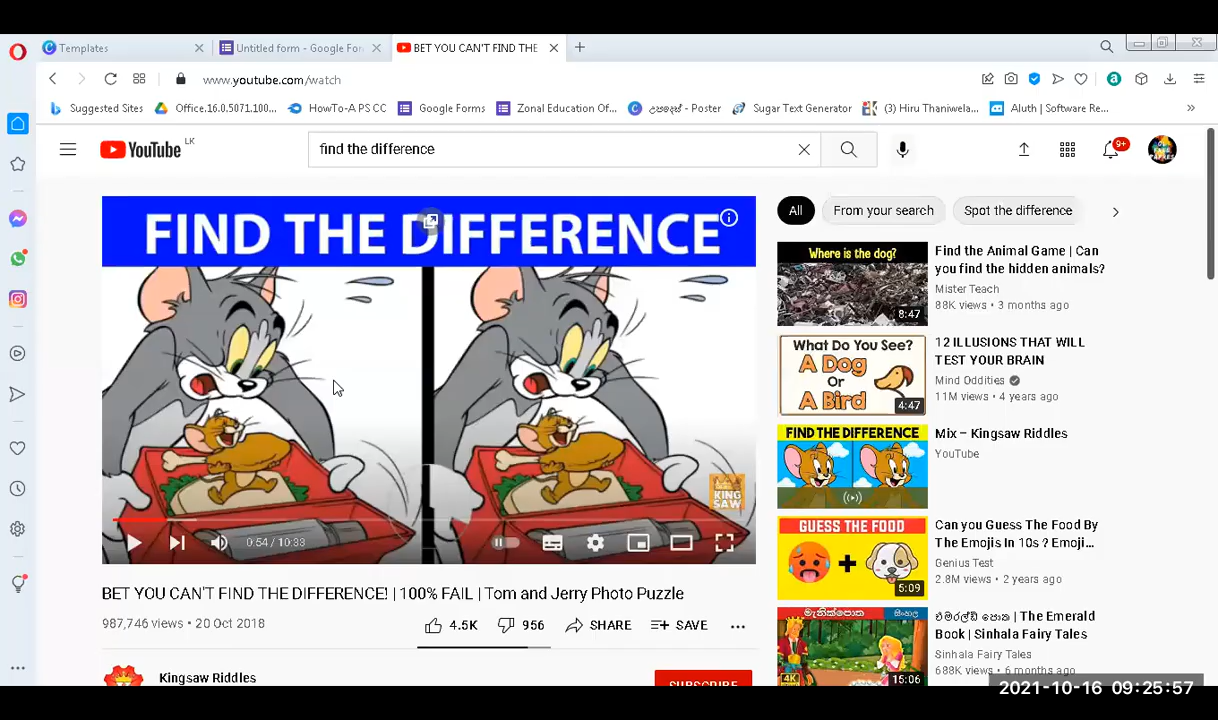 Templates
Untitled form - Google For
BET YOU CAN'T FIND THE
www.youtube.com/watch
Suggested Sites
Office.16.0.5071.100...
HowTo-A PS CC
Google Forms
Zonal Education Of...
උපදෙස් - Poster
Sugar Text Generator
(3) Hiru Thaniwela...
Aluth | Software Re...
YouTube LK
find the difference
9+
FIND THE DIFFERENCE
KING SAW
0:54 / 10:33
BET YOU CAN'T FIND THE DIFFERENCE! | 100% FAIL | Tom and Jerry Photo Puzzle
987,746 views • 20 Oct 2018
4.5K
956
SHARE
SAVE
Kingsaw Riddles
SUBSCRIBE
All
From your search
Spot the difference
Where is the dog?
8:47
Find the Animal Game | Can
you find the hidden animals?
Mister Teach
88K views • 3 months ago
What Do You See?
A Dog
Or
A Bird
4:47
12 ILLUSIONS THAT WILL
TEST YOUR BRAIN
Mind Oddities
11M views • 4 years ago
FIND THE DIFFERENCE
Mix – Kingsaw Riddles
YouTube
GUESS THE FOOD
5:09
Can you Guess The Food By
The Emojis In 10s ? Emoji...
Genius Test
2.8M views • 2 years ago
මැනික්පොත
සිංහල
4K
15:06
එමරල්ඩ් පොත | The Emerald
Book | Sinhala Fairy Tales
Sinhala Fairy Tales
688K views • 6 months ago
2021-10-16 09:25:57